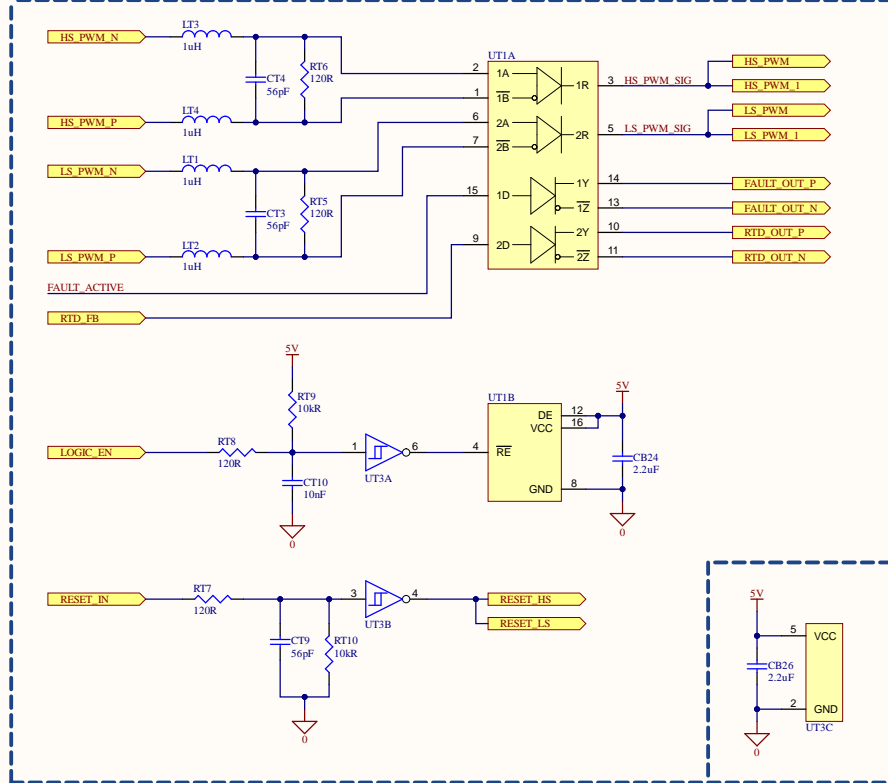 LT3
HS_PWM_N
1uH
CT4
56pF
RT6
120R
LT4
HS_PWM_P
1uH
LT1
LS_PWM_N
1uH
CT3
56pF
RT5
120R
LT2
LS_PWM_P
1uH
FAULT_ACTIVE
RTD_FB
UT1A
2 1A
1 1B
6 2A
7 2B
15 1D
9 2D
1R 3 HS_PWM_SIG
2R 5 LS_PWM_SIG
1Y 14
1Z 13
2Y 10
2Z 11
HS_PWM
HS_PWM_1
LS_PWM
LS_PWM_1
FAULT_OUT_P
FAULT_OUT_N
RTD_OUT_P
RTD_OUT_N
5V
RT9
10kR
LOGIC_EN
RT8
120R
CT10
10nF
0
1 6
UT3A
UT1B
4 RE
DE 12
VCC 16
GND 8
5V
CB24
2.2uF
0
RESET_IN
RT7
120R
CT9
56pF
RT10
10kR
0
3 4
UT3B
RESET_HS
RESET_LS
5V
5 VCC
CB26
2.2uF
2 GND
UT3C
0